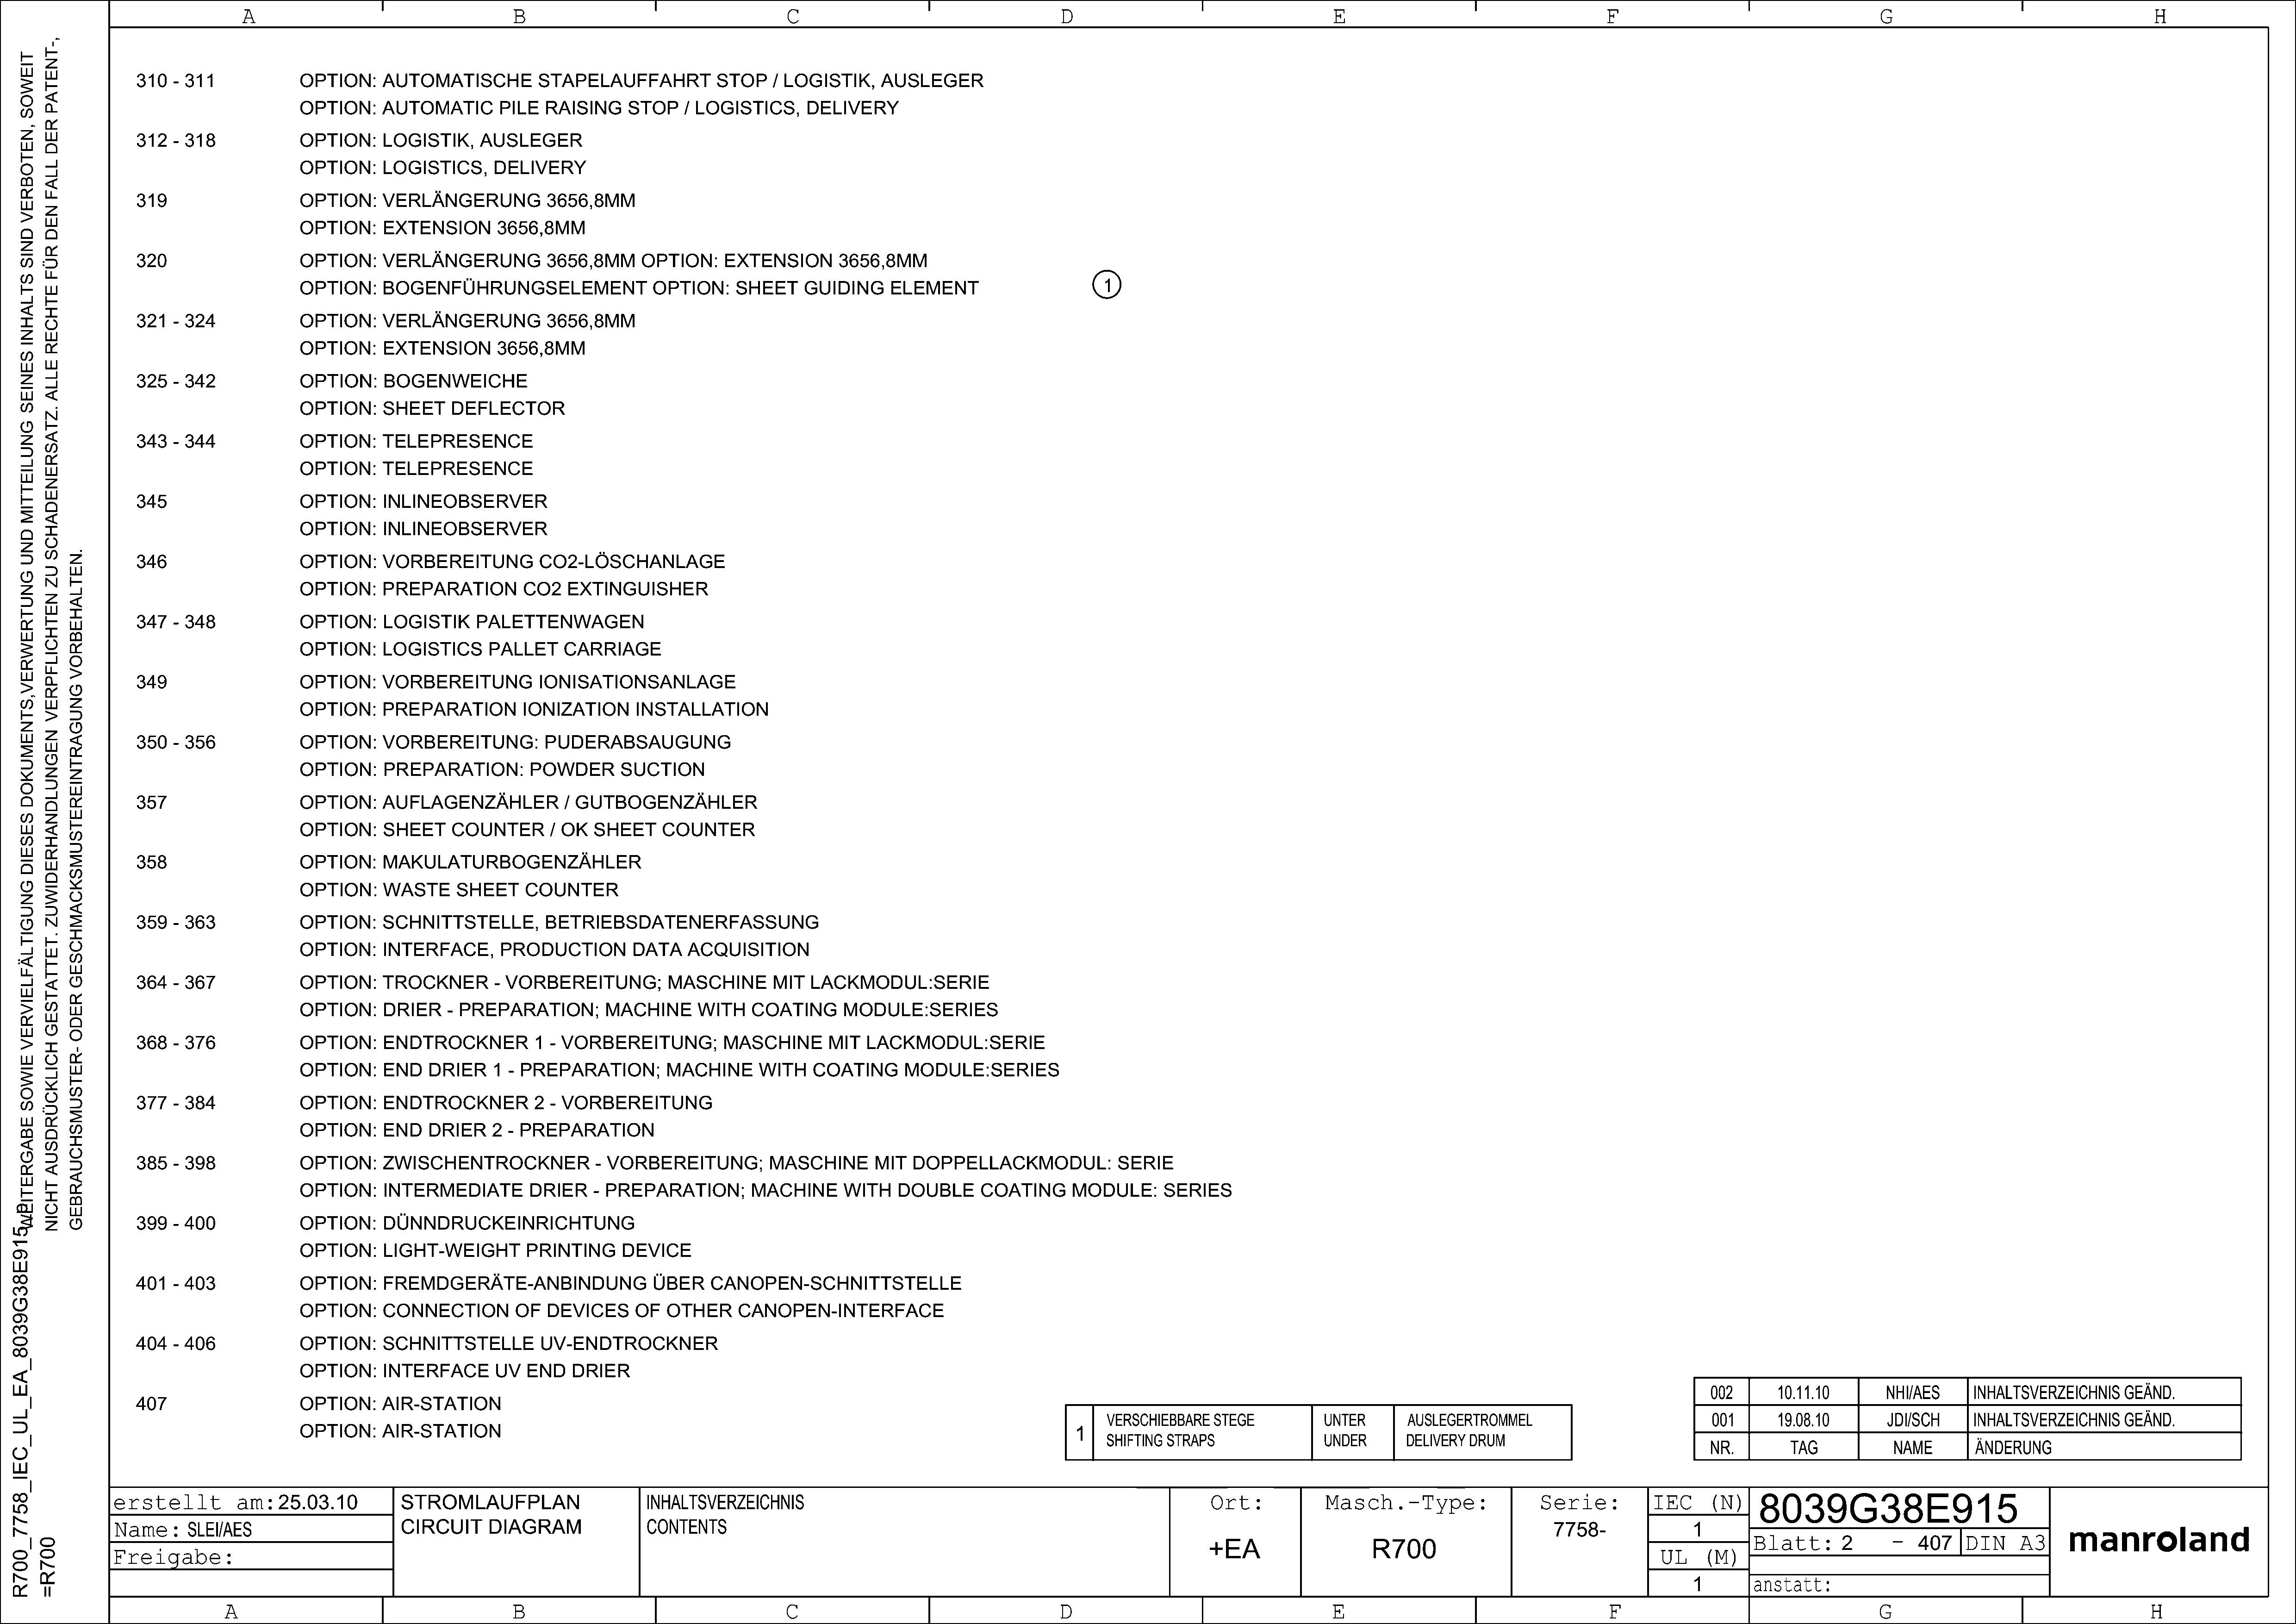 A B C D E F G H
310 - 311 OPTION: AUTOMATISCHE STAPELAUFFAHRT STOP / LOGISTIK, AUSLEGER
OPTION: AUTOMATIC PILE RAISING STOP / LOGISTICS, DELIVERY
312 - 318 OPTION: LOGISTIK, AUSLEGER
OPTION: LOGISTICS, DELIVERY
319 OPTION: VERLÄNGERUNG 3656,8MM
OPTION: EXTENSION 3656,8MM
320 OPTION: VERLÄNGERUNG 3656,8MM OPTION: EXTENSION 3656,8MM
OPTION: BOGENFÜHRUNGSELEMENT OPTION: SHEET GUIDING ELEMENT 1
321 - 324 OPTION: VERLÄNGERUNG 3656,8MM
OPTION: EXTENSION 3656,8MM
325 - 342 OPTION: BOGENWEICHE
OPTION: SHEET DEFLECTOR
343 - 344 OPTION: TELEPRESENCE
OPTION: TELEPRESENCE
345 OPTION: INLINEOBSERVER
OPTION: INLINEOBSERVER
346 OPTION: VORBEREITUNG CO2-LÖSCHANLAGE
OPTION: PREPARATION CO2 EXTINGUISHER
347 - 348 OPTION: LOGISTIK PALETTENWAGEN
OPTION: LOGISTICS PALLET CARRIAGE
349 OPTION: VORBEREITUNG IONISATIONSANLAGE
OPTION: PREPARATION IONIZATION INSTALLATION
350 - 356 OPTION: VORBEREITUNG: PUDERABSAUGUNG
OPTION: PREPARATION: POWDER SUCTION
357 OPTION: AUFLAGENZÄHLER / GUTBOGENZÄHLER
OPTION: SHEET COUNTER / OK SHEET COUNTER
358 OPTION: MAKULATURBOGENZÄHLER
OPTION: WASTE SHEET COUNTER
359 - 363 OPTION: SCHNITTSTELLE, BETRIEBSDATENERFASSUNG
OPTION: INTERFACE, PRODUCTION DATA ACQUISITION
364 - 367 OPTION: TROCKNER - VORBEREITUNG; MASCHINE MIT LACKMODUL:SERIE
OPTION: DRIER - PREPARATION; MACHINE WITH COATING MODULE:SERIES
368 - 376 OPTION: ENDTROCKNER 1 - VORBEREITUNG; MASCHINE MIT LACKMODUL:SERIE
OPTION: END DRIER 1 - PREPARATION; MACHINE WITH COATING MODULE:SERIES
377 - 384 OPTION: ENDTROCKNER 2 - VORBEREITUNG
OPTION: END DRIER 2 - PREPARATION
385 - 398 OPTION: ZWISCHENTROCKNER - VORBEREITUNG; MASCHINE MIT DOPPELLACKMODUL: SERIE
OPTION: INTERMEDIATE DRIER - PREPARATION; MACHINE WITH DOUBLE COATING MODULE: SERIES
399 - 400 OPTION: DÜNNDRUCKEINRICHTUNG
OPTION: LIGHT-WEIGHT PRINTING DEVICE
401 - 403 OPTION: FREMDGERÄTE-ANBINDUNG ÜBER CANOPEN-SCHNITTSTELLE
OPTION: CONNECTION OF DEVICES OF OTHER CANOPEN-INTERFACE
404 - 406 OPTION: SCHNITTSTELLE UV-ENDTROCKNER
OPTION: INTERFACE UV END DRIER
407 OPTION: AIR-STATION
OPTION: AIR-STATION
1 VERSCHIEBBARE STEGE UNTER AUSLEGERTROMMEL
SHIFTING STRAPS UNDER DELIVERY DRUM
002 10.11.10 NHI/AES INHALTSVERZEICHNIS GEÄND.
001 19.08.10 JDI/SCH INHALTSVERZEICHNIS GEÄND.
NR. TAG NAME ÄNDERUNG
erstellt am: 25.03.10
Name: SLEI/AES
Freigabe:
STROMLAUFPLAN
CIRCUIT DIAGRAM
INHALTSVERZEICHNIS
CONTENTS
Ort:
+EA
Masch.-Type:
R700
Serie:
7758-
IEC (N)
1
UL (M)
1
8039G38E915
Blatt: 2 - 407 DIN A3
anstatt:
manroland
A B C D E F G H
WEITERGABE SOWIE VERVIELFÄLTIGUNG DIESES DOKUMENTS,VERWERTUNG UND MITTEILUNG SEINES INHALTS SIND VERBOTEN, SOWEIT
NICHT AUSDRÜCKLICH GESTATTET. ZUWIDERHANDLUNGEN VERPFLICHTEN ZU SCHADENERSATZ. ALLE RECHTE FÜR DEN FALL DER PATENT-,
GEBRAUCHSMUSTER- ODER GESCHMACKSMUSTEREINTRAGUNG VORBEHALTEN.
R700_7758_IEC_UL_EA_8039G38E915_P
=R700